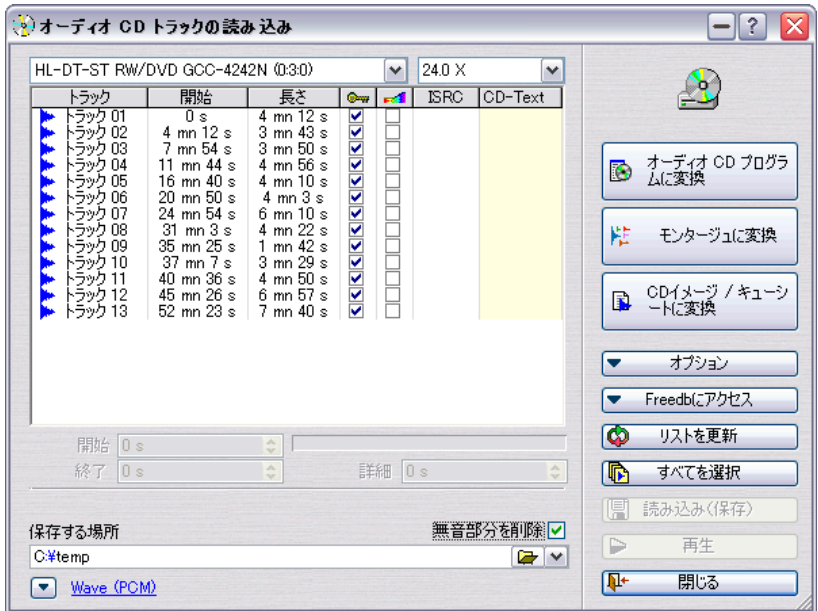 オーディオ CD トラックの読み込み
HL-DT-ST RW/DVD GCC-4242N (0:3:0) 24.0 X
トラック 開始 長さ ISRC CD-Text
トラック 01 0 s 4 mn 12 s
トラック 02 4 mn 12 s 3 mn 43 s
トラック 03 7 mn 54 s 3 mn 50 s
トラック 04 11 mn 44 s 4 mn 56 s
トラック 05 16 mn 40 s 4 mn 10 s
トラック 06 20 mn 50 s 4 mn 3 s
トラック 07 24 mn 54 s 6 mn 10 s
トラック 08 31 mn 3 s 4 mn 22 s
トラック 09 35 mn 25 s 1 mn 42 s
トラック 10 37 mn 7 s 3 mn 29 s
トラック 11 40 mn 36 s 4 mn 50 s
トラック 12 45 mn 26 s 6 mn 57 s
トラック 13 52 mn 23 s 7 mn 40 s
開始 0 s
終了 0 s 詳細 0 s
保存する場所 無音部分を削除
C:¥temp
Wave (PCM)
オーディオ CD プログラ
ムに変換
モンタージュに変換
CDイメージ / キューシ
ートに変換
オプション
Freedbにアクセス
リストを更新
すべてを選択
読み込み(保存)
再生
閉じる